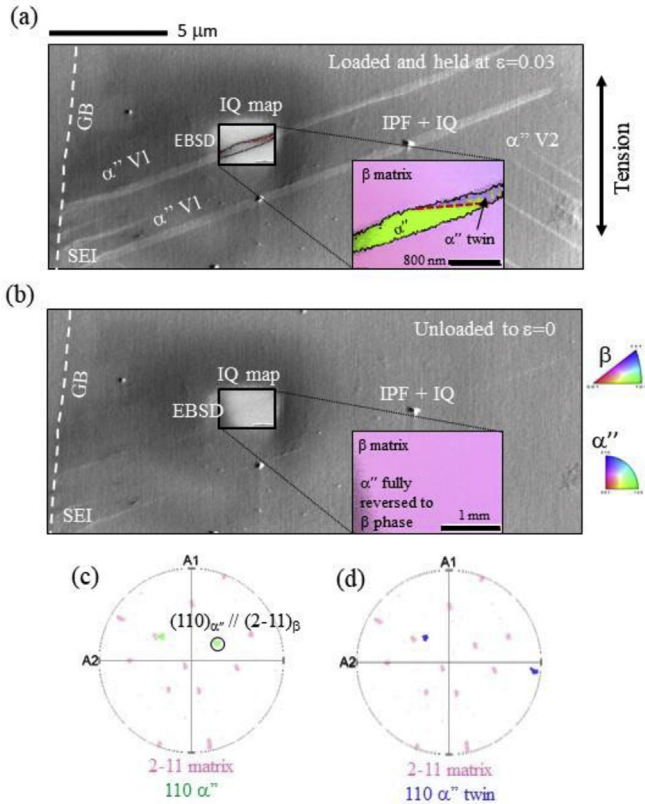 (a)
5 μm
Loaded and held at ε=0.03
GB
IQ map
EBSD
IPF + IQ
α” V1
α” V1
α” V2
SEI
β matrix
α”
α” twin
800 nm
Tension
(b)
Unloaded to ε=0
GB
IQ map
EBSD
IPF + IQ
SEI
β matrix
α” fully
reversed to
β phase
1 mm
β
α”
(c)
A1
A2
(110)α” // (2-11)β
2-11 matrix
110 α”
(d)
A1
A2
2-11 matrix
110 α” twin